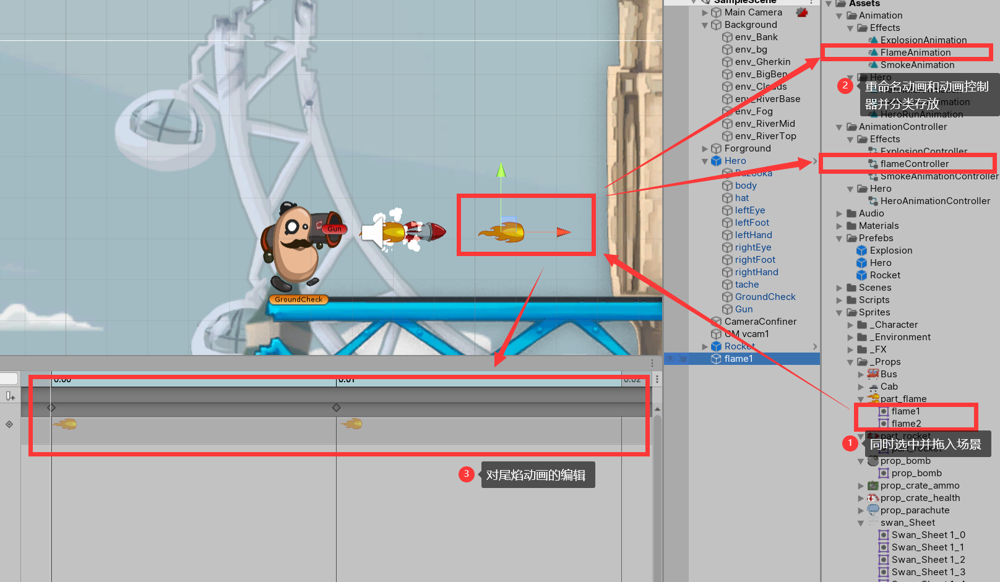 Gun
GroundCheck
SampleScene
Main Camera
Background
env_Bank
env_bg
env_Gherkin
env_BigBen
env_Clouds
env_RiverBase
env_Fog
env_RiverMid
env_RiverTop
Forground
Hero
Bazooka
body
hat
leftEye
leftFoot
leftHand
rightEye
rightFoot
rightHand
tache
GroundCheck
Gun
CameraConfiner
CM vcam1
Rocket
flame1
Assets
Animation
Effects
ExplosionAnimation
FlameAnimation
SmokeAnimation
Hero
2
重命名动画和动画控制
器并分类存放
HeroRunAnimation
AnimationController
Effects
ExplosionController
flameController
SmokeAnimationController
Hero
HeroAnimationController
Audio
Materials
Prefebs
Explosion
Hero
Rocket
Scenes
Scripts
Sprites
_Character
_Environment
_FX
_Props
Bus
Cab
part_flame
flame1
flame2
part_rocket
1
同时选中并拖入场景
part_rocket
prop_bomb
prop_bomb
prop_crate_ammo
prop_crate_health
prop_parachute
swan_Sheet
Swan_Sheet 1_0
Swan_Sheet 1_1
Swan_Sheet 1_2
Swan_Sheet 1_3
0:00
0:01
0:02
3
对尾焰动画的编辑